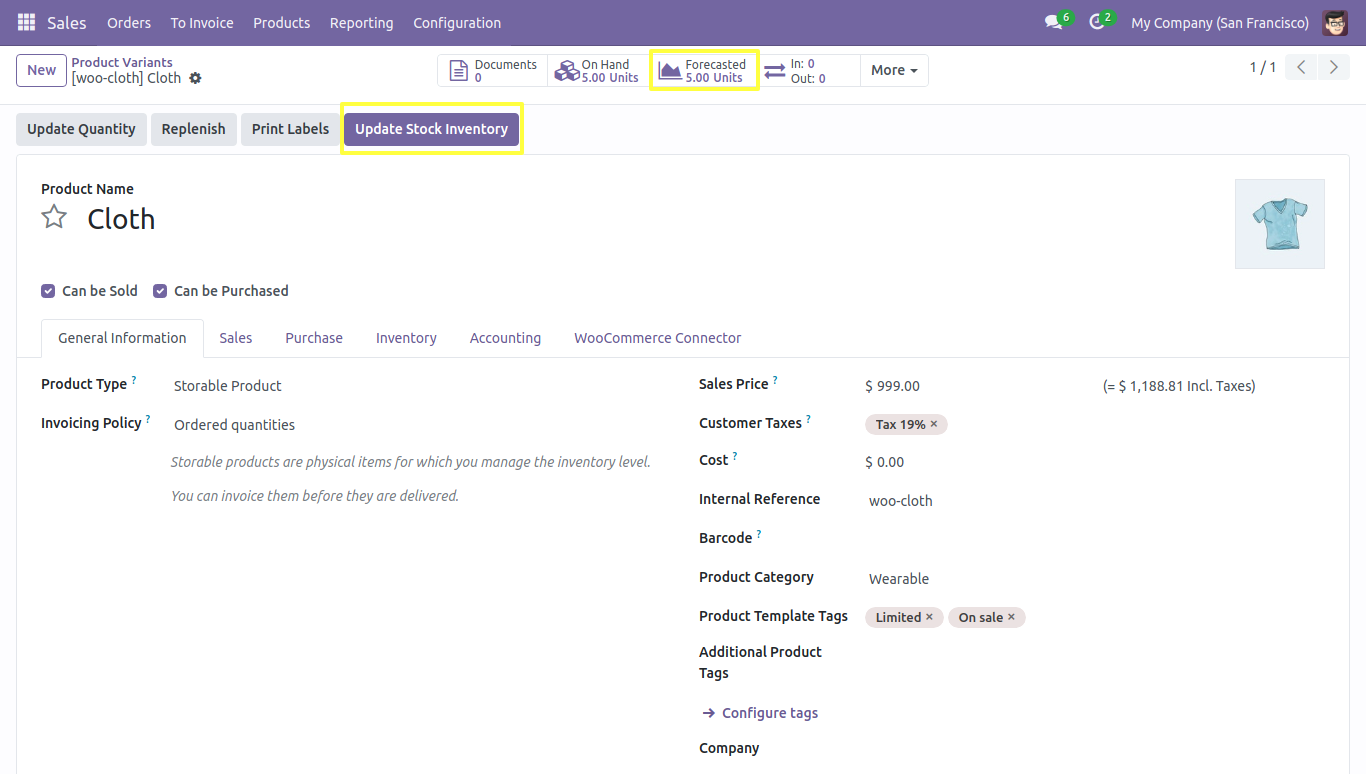 Sales Orders To Invoice Products Reporting Configuration 6 2 My Company (San Francisco)
New Product Variants
[woo-cloth] Cloth
Documents
0
On Hand
5.00 Units
Forecasted
5.00 Units
In: 0
Out: 0
More
1 / 1
Update Quantity Replenish Print Labels Update Stock Inventory
Product Name
Cloth
Can be Sold Can be Purchased
General Information Sales Purchase Inventory Accounting WooCommerce Connector
Product Type ? Storable Product
Invoicing Policy ? Ordered quantities
Storable products are physical items for which you manage the inventory level.
You can invoice them before they are delivered.
Sales Price ? $ 999.00 (= $ 1,188.81 Incl. Taxes)
Customer Taxes ? Tax 19% ×
Cost ? $ 0.00
Internal Reference woo-cloth
Barcode ?
Product Category Wearable
Product Template Tags Limited × On sale ×
Additional Product
Tags
→ Configure tags
Company